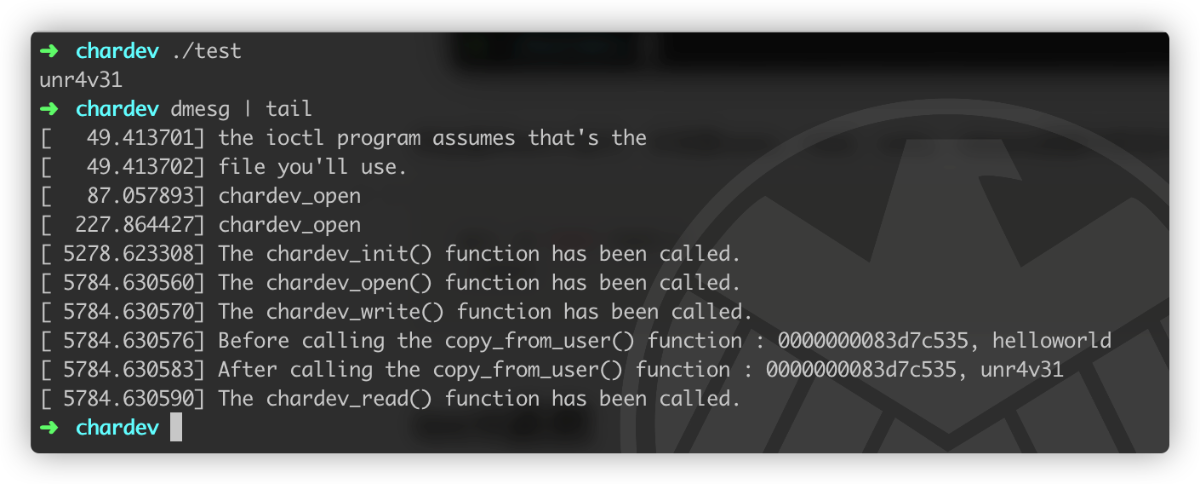 ➜ chardev ./test
unr4v31
➜ chardev dmesg | tail
[   49.413701] the ioctl program assumes that's the
[   49.413702] file you'll use.
[   87.057893] chardev_open
[  227.864427] chardev_open
[ 5278.623308] The chardev_init() function has been called.
[ 5784.630560] The chardev_open() function has been called.
[ 5784.630570] The chardev_write() function has been called.
[ 5784.630576] Before calling the copy_from_user() function : 0000000083d7c535, helloworld
[ 5784.630583] After calling the copy_from_user() function : 0000000083d7c535, unr4v31
[ 5784.630590] The chardev_read() function has been called.
➜ chardev